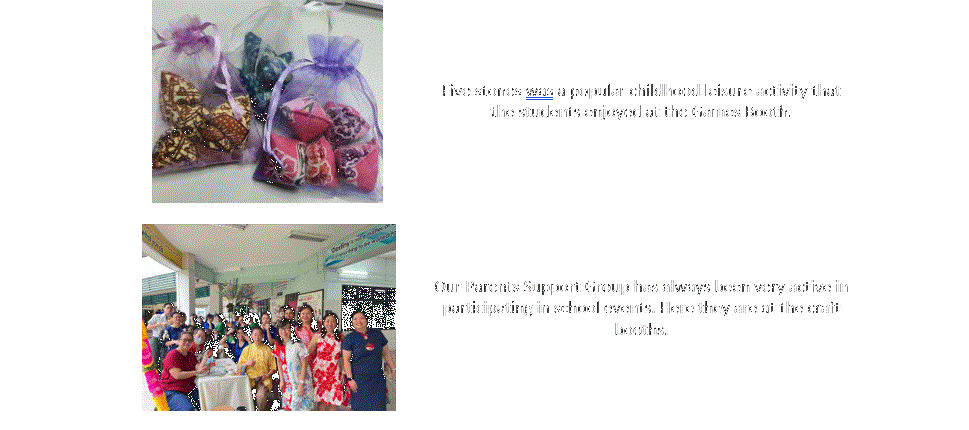 Five stones was a popular childhood leisure activity that
the students enjoyed at the Games Booth.
Our Parents Support Group has always been very active in
participating in school events. Here they are at the craft
booths.